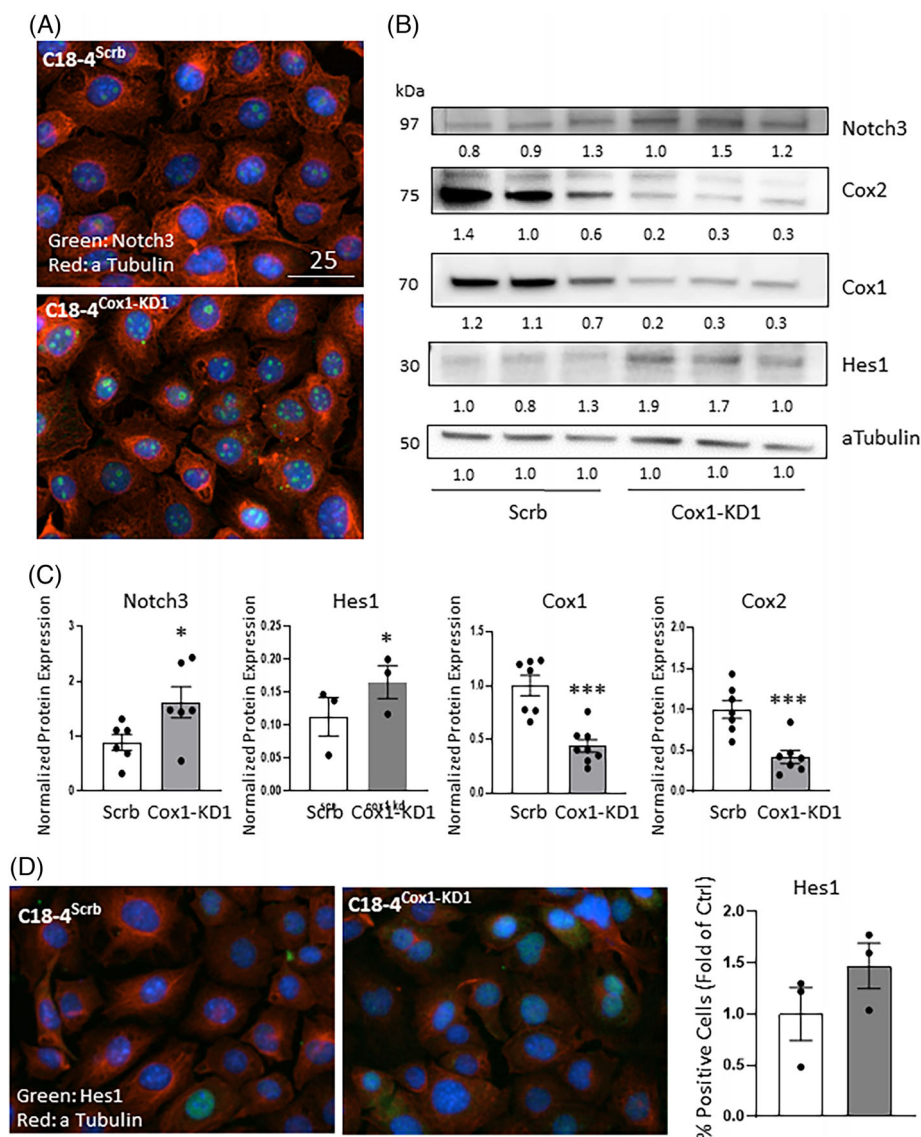 (A)
C18-4Scrb
Green: Notch3
Red: a Tubulin
25
C18-4Cox1-KD1
(B)
kDa
97
Notch3
0.8 0.9 1.3 1.0 1.5 1.2
75
Cox2
1.4 1.0 0.6 0.2 0.3 0.3
70
Cox1
1.2 1.1 0.7 0.2 0.3 0.3
30
Hes1
1.0 0.8 1.3 1.9 1.7 1.0
50
aTubulin
1.0 1.0 1.0 1.0 1.0 1.0
Scrb Cox1-KD1
(C)
Notch3
Normalized Protein Expression
3
2
1
0
*
Scrb Cox1-KD1
Hes1
Normalized Protein Expression
0.25
0.20
0.15
0.10
0.05
0.00
*
Scrb Cox1-KD1
Cox1
Normalized Protein Expression
1.5
1.0
0.5
0.0
***
Scrb Cox1-KD1
Cox2
Normalized Protein Expression
2.0
1.5
1.0
0.5
0.0
***
Scrb Cox1-KD1
(D)
C18-4Scrb
Green: Hes1
Red: a Tubulin
C18-4Cox1-KD1
Hes1
% Positive Cells (Fold of Ctrl)
2.0
1.5
1.0
0.5
0.0